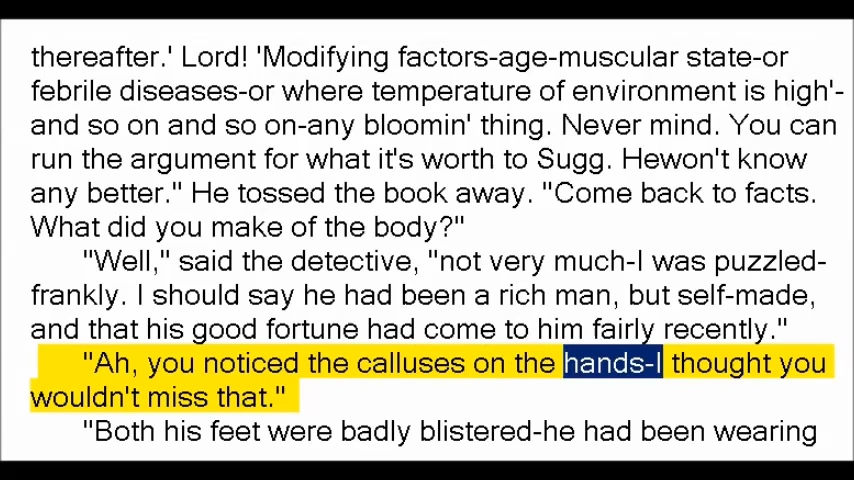 thereafter.' Lord! 'Modifying factors-age-muscular state-or
febrile diseases-or where temperature of environment is high'-
and so on and so on-any bloomin' thing. Never mind. You can
run the argument for what it's worth to Sugg. Hewon't know
any better." He tossed the book away. "Come back to facts.
What did you make of the body?"
"Well," said the detective, "not very much-I was puzzled-
frankly. I should say he had been a rich man, but self-made,
and that his good fortune had come to him fairly recently."
"Ah, you noticed the calluses on the hands-I thought you
wouldn't miss that."
"Both his feet were badly blistered-he had been wearing